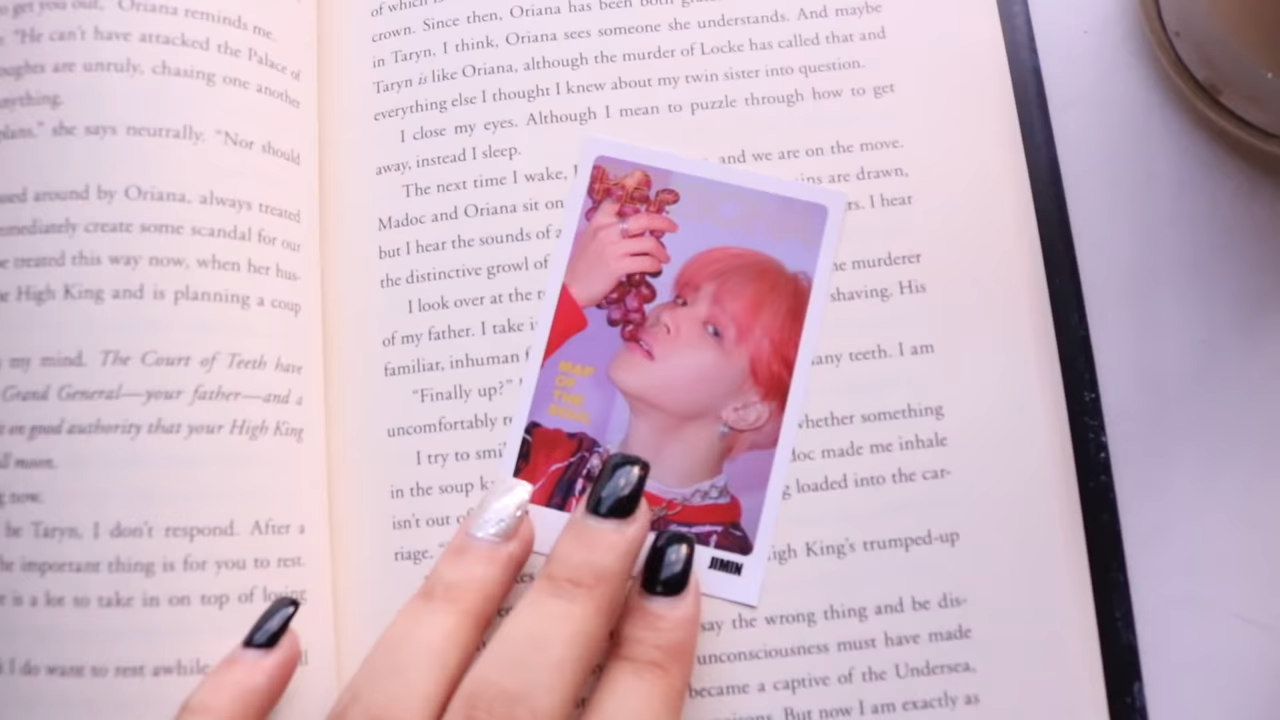 get you out," Oriana reminds me.
"He can't have attacked the Palace of
are unruly, chasing one another
anything.
plans," she says neutrally. "Nor should
around by Oriana, always treated
immediately create some scandal for our
treated this way now, when her hus-
High King and is planning a coup
my mind. The Court of Teeth have
Grand General—your father—and a
on good authority that your High King
moon.
now.
be Taryn, I don't respond. After a
he important thing is for you to rest.
is a lot to take in on top of losing
I do want to rest awhile
of which
crown. Since then, Oriana has been both
in Taryn, I think, Oriana sees someone she understands. And maybe
Taryn is like Oriana, although the murder of Locke has called that and
everything else I thought I knew about my twin sister into question.
I close my eyes. Although I mean to puzzle through how to get
away, instead I sleep.
The next time I wake, and we are on the move.
Madoc and Oriana sit on are drawn,
but I hear the sounds of I hear
the distinctive growl of
I look over at the murderer
of my father. I take shaving. His
familiar, inhuman
"Finally up?" many teeth. I am
uncomfortably
I try to whether something
in the soup made me inhale
isn't out of loaded into the car-
riage.
High King's trumped-up
say the wrong thing and be dis-
unconsciousness must have made
became a captive of the Undersea,
But now I am exactly as
MAP
OF
THE
SOUL
JIMIN